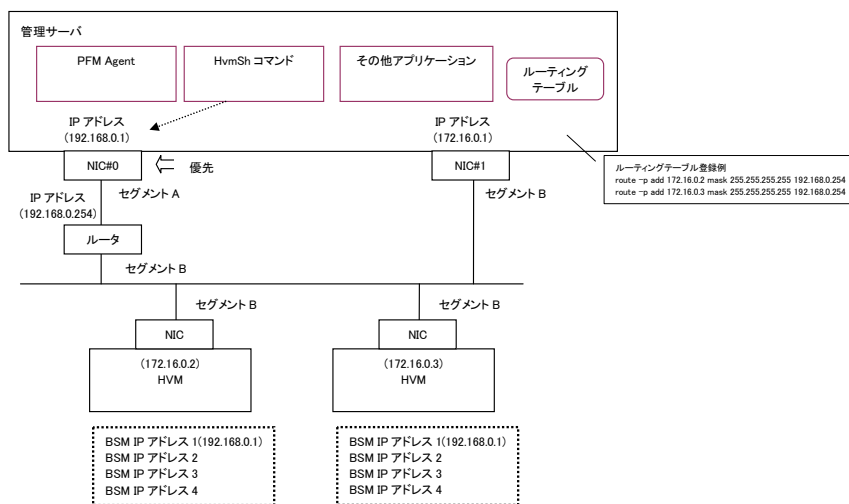 管理サーバ
PFM Agent
HvmSh コマンド
その他アプリケーション
ルーティング
テーブル
IP アドレス
(192.168.0.1)
IP アドレス
(172.16.0.1)
NIC#0
優先
NIC#1
ルーティングテーブル登録例
route -p add 172.16.0.2 mask 255.255.255.255 192.168.0.254
route -p add 172.16.0.3 mask 255.255.255.255 192.168.0.254
IP アドレス
(192.168.0.254)
セグメント A
セグメント B
ルータ
セグメント B
セグメント B
セグメント B
NIC
NIC
(172.16.0.2)
HVM
(172.16.0.3)
HVM
BSM IP アドレス 1(192.168.0.1)
BSM IP アドレス 2
BSM IP アドレス 3
BSM IP アドレス 4
BSM IP アドレス 1(192.168.0.1)
BSM IP アドレス 2
BSM IP アドレス 3
BSM IP アドレス 4